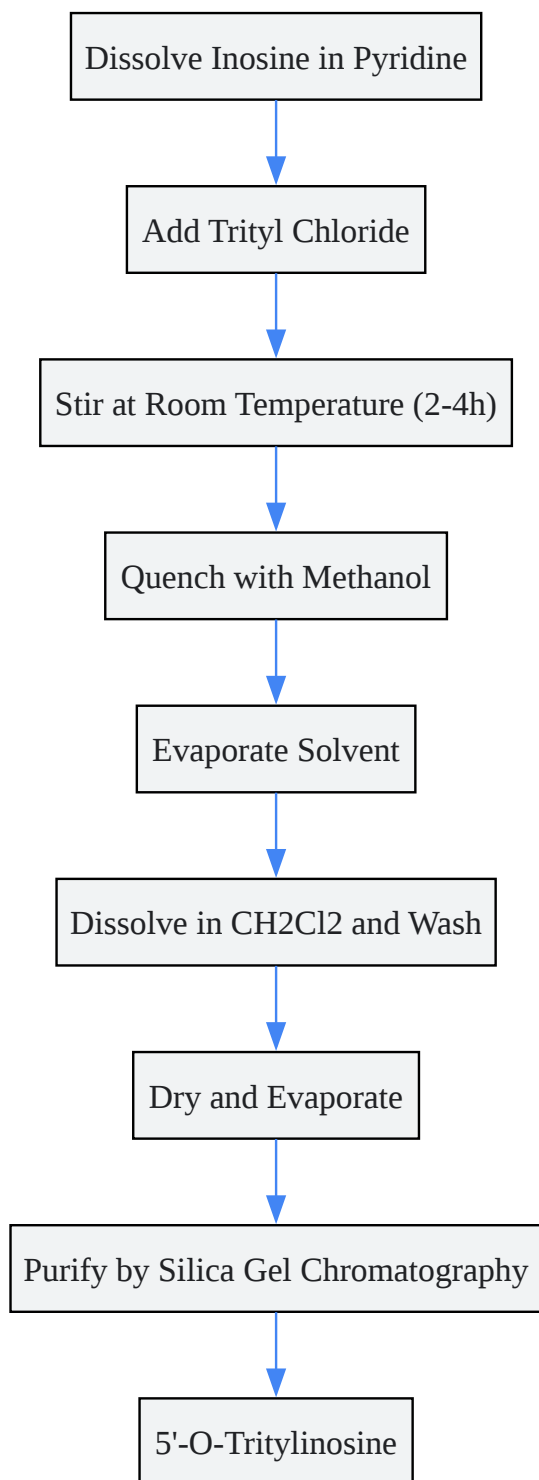 Dissolve Inosine in Pyridine
Add Trityl Chloride
Stir at Room Temperature (2-4h)
Quench with Methanol
Evaporate Solvent
Dissolve in CH2Cl2 and Wash
Dry and Evaporate
Purify by Silica Gel Chromatography
5'-O-Tritylinosine